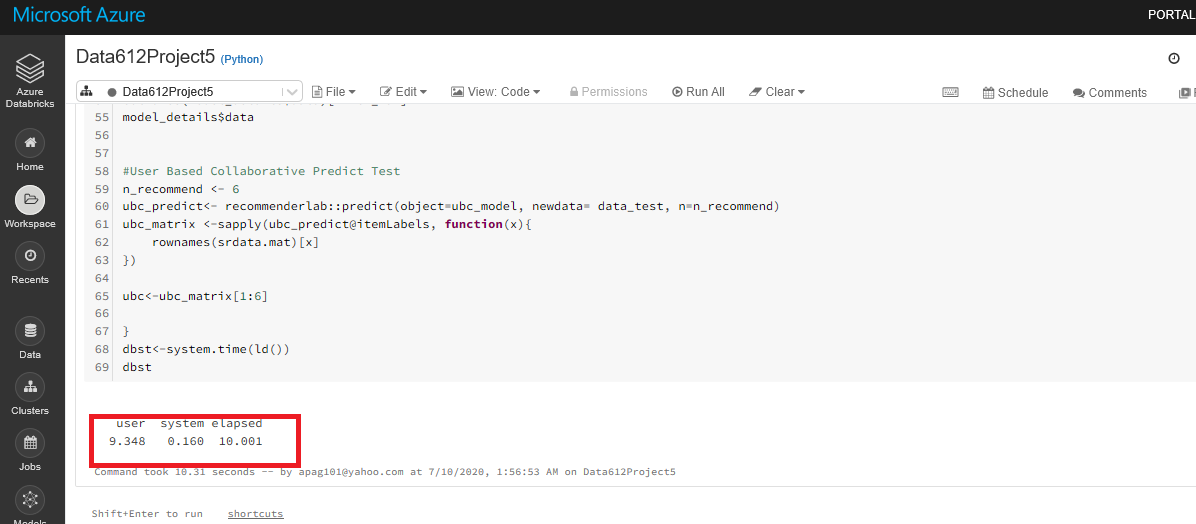 Microsoft Azure
PORTAL
Azure Databricks
Home
Workspace
Recents
Data
Clusters
Jobs
Models
Data612Project5 (Python)
Data612Project5
File
Edit
View: Code
Permissions
Run All
Clear
Schedule
Comments
55 model_details$data
56
57
58 #User Based Collaborative Predict Test
59 n_recommend <- 6
60 ubc_predict<- recommenderlab::predict(object=ubc_model, newdata= data_test, n=n_recommend)
61 ubc_matrix <-sapply(ubc_predict@itemLabels, function(x){
62 rownames(srdata.mat)[x]
63 })
64
65 ubc<-ubc_matrix[1:6]
66
67 }
68 dbst<-system.time(ld())
69 dbst
user system elapsed
9.348 0.160 10.001
Command took 10.31 seconds -- by apag101@yahoo.com at 7/10/2020, 1:56:53 AM on Data612Project5
Shift+Enter to run shortcuts